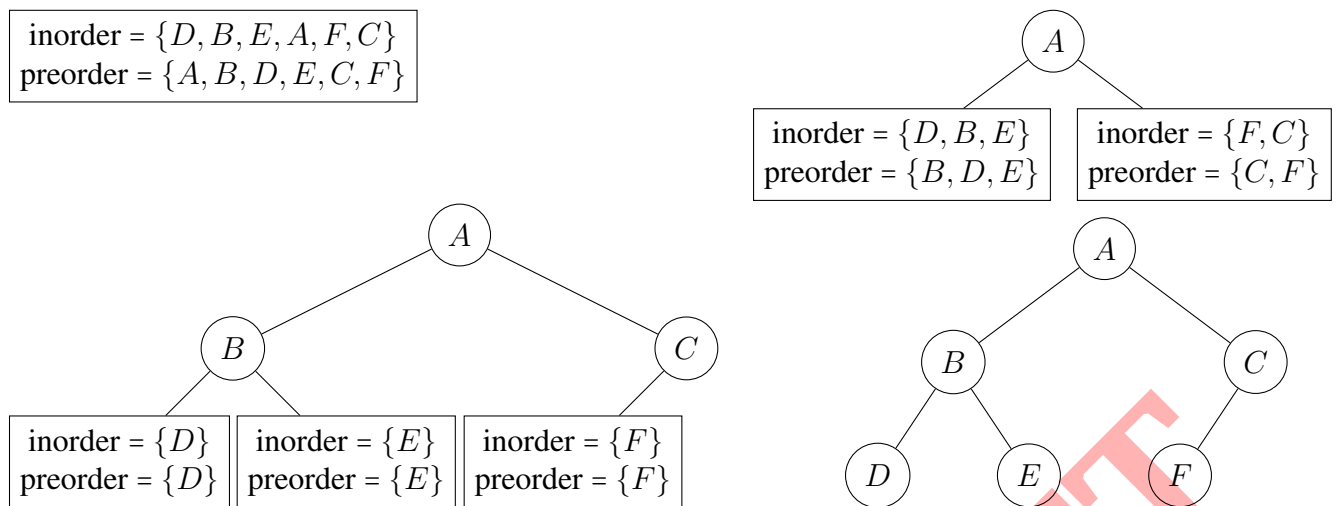 inorder = {D, B, E, A, F, C}
preorder = {A, B, D, E, C, F}
A
inorder = {D, B, E}
preorder = {B, D, E}
inorder = {F, C}
preorder = {C, F}
A
B
C
inorder = {D}
preorder = {D}
inorder = {E}
preorder = {E}
inorder = {F}
preorder = {F}
A
B
C
D
E
F